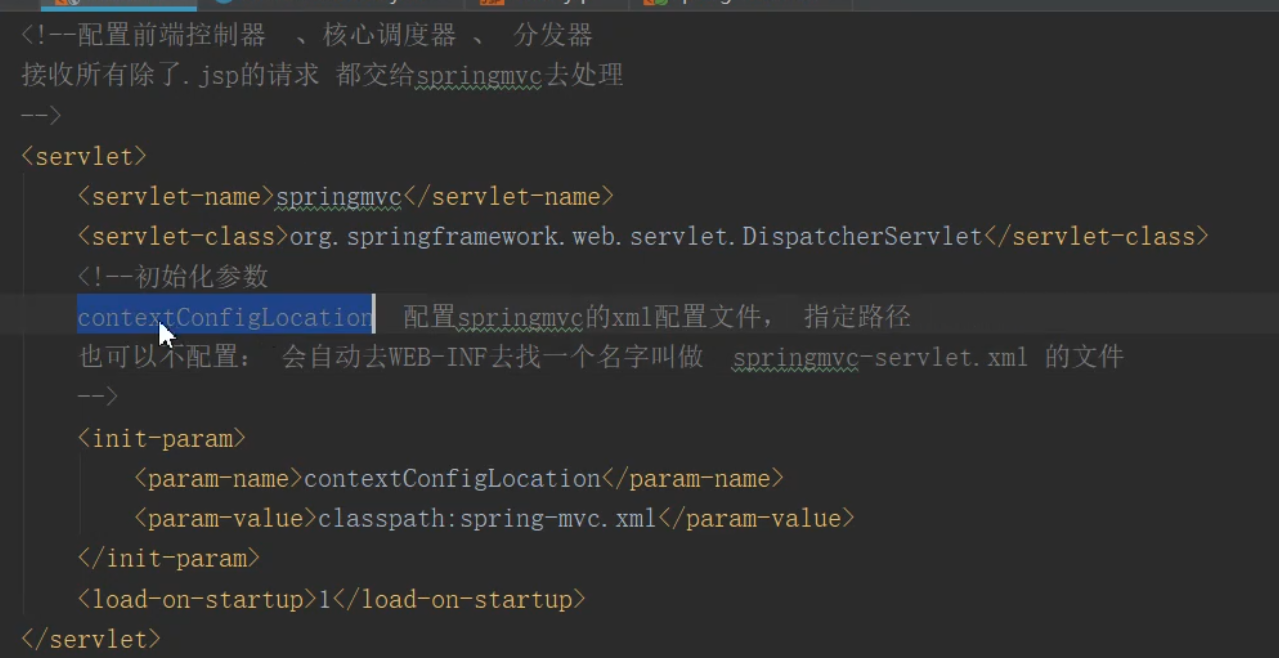 <!--配置前端控制器 、核心调度器 、 分发器
接收所有除了.jsp的请求 都交给springmvc去处理
-->
<servlet>
<servlet-name>springmvc</servlet-name>
<servlet-class>org.springframework.web.servlet.DispatcherServlet</servlet-class>
<!--初始化参数
contextConfigLocation 配置springmvc的xml配置文件， 指定路径
也可以不配置： 会自动去WEB-INF去找一个名字叫做 springmvc-servlet.xml 的文件
-->
<init-param>
<param-name>contextConfigLocation</param-name>
<param-value>classpath:spring-mvc.xml</param-value>
</init-param>
<load-on-startup>1</load-on-startup>
</servlet>